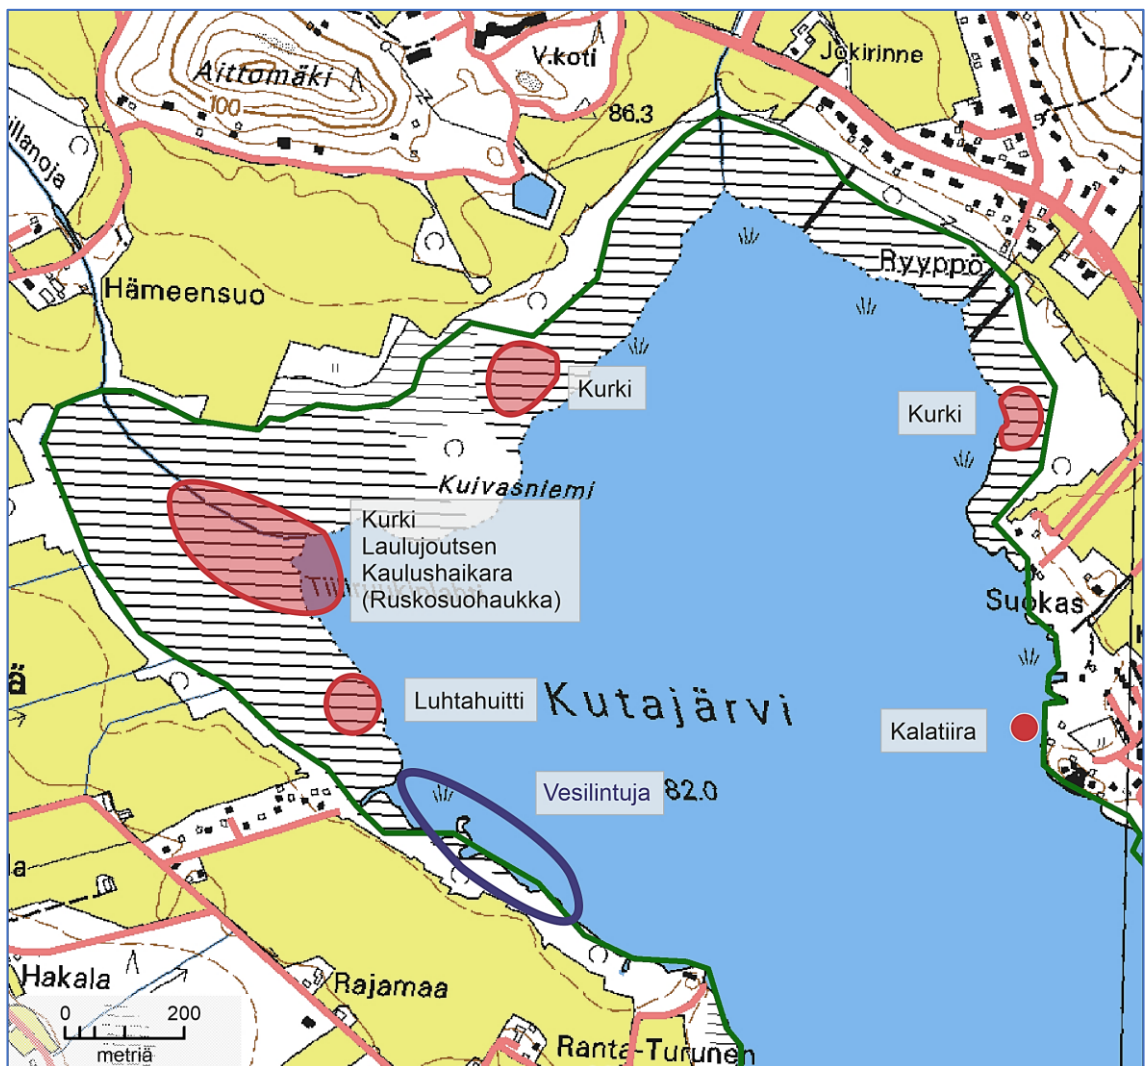 V.koti
Jokirinne
Aittomäki
100
86.3
illanoja
Ryyppö
Hämeensuo
Kurki
Kurki
Kuivasniemi
Kurki
Laulujoutsen
Kaulushaikara
(Ruskosuohaukka)
Suokas
ä
Luhtahuitti
Kutajärvi
Kalatiira
Vesilintuja
82.0
la
Hakala
Rajamaa
0 200
metriä
Ranta-Turunen